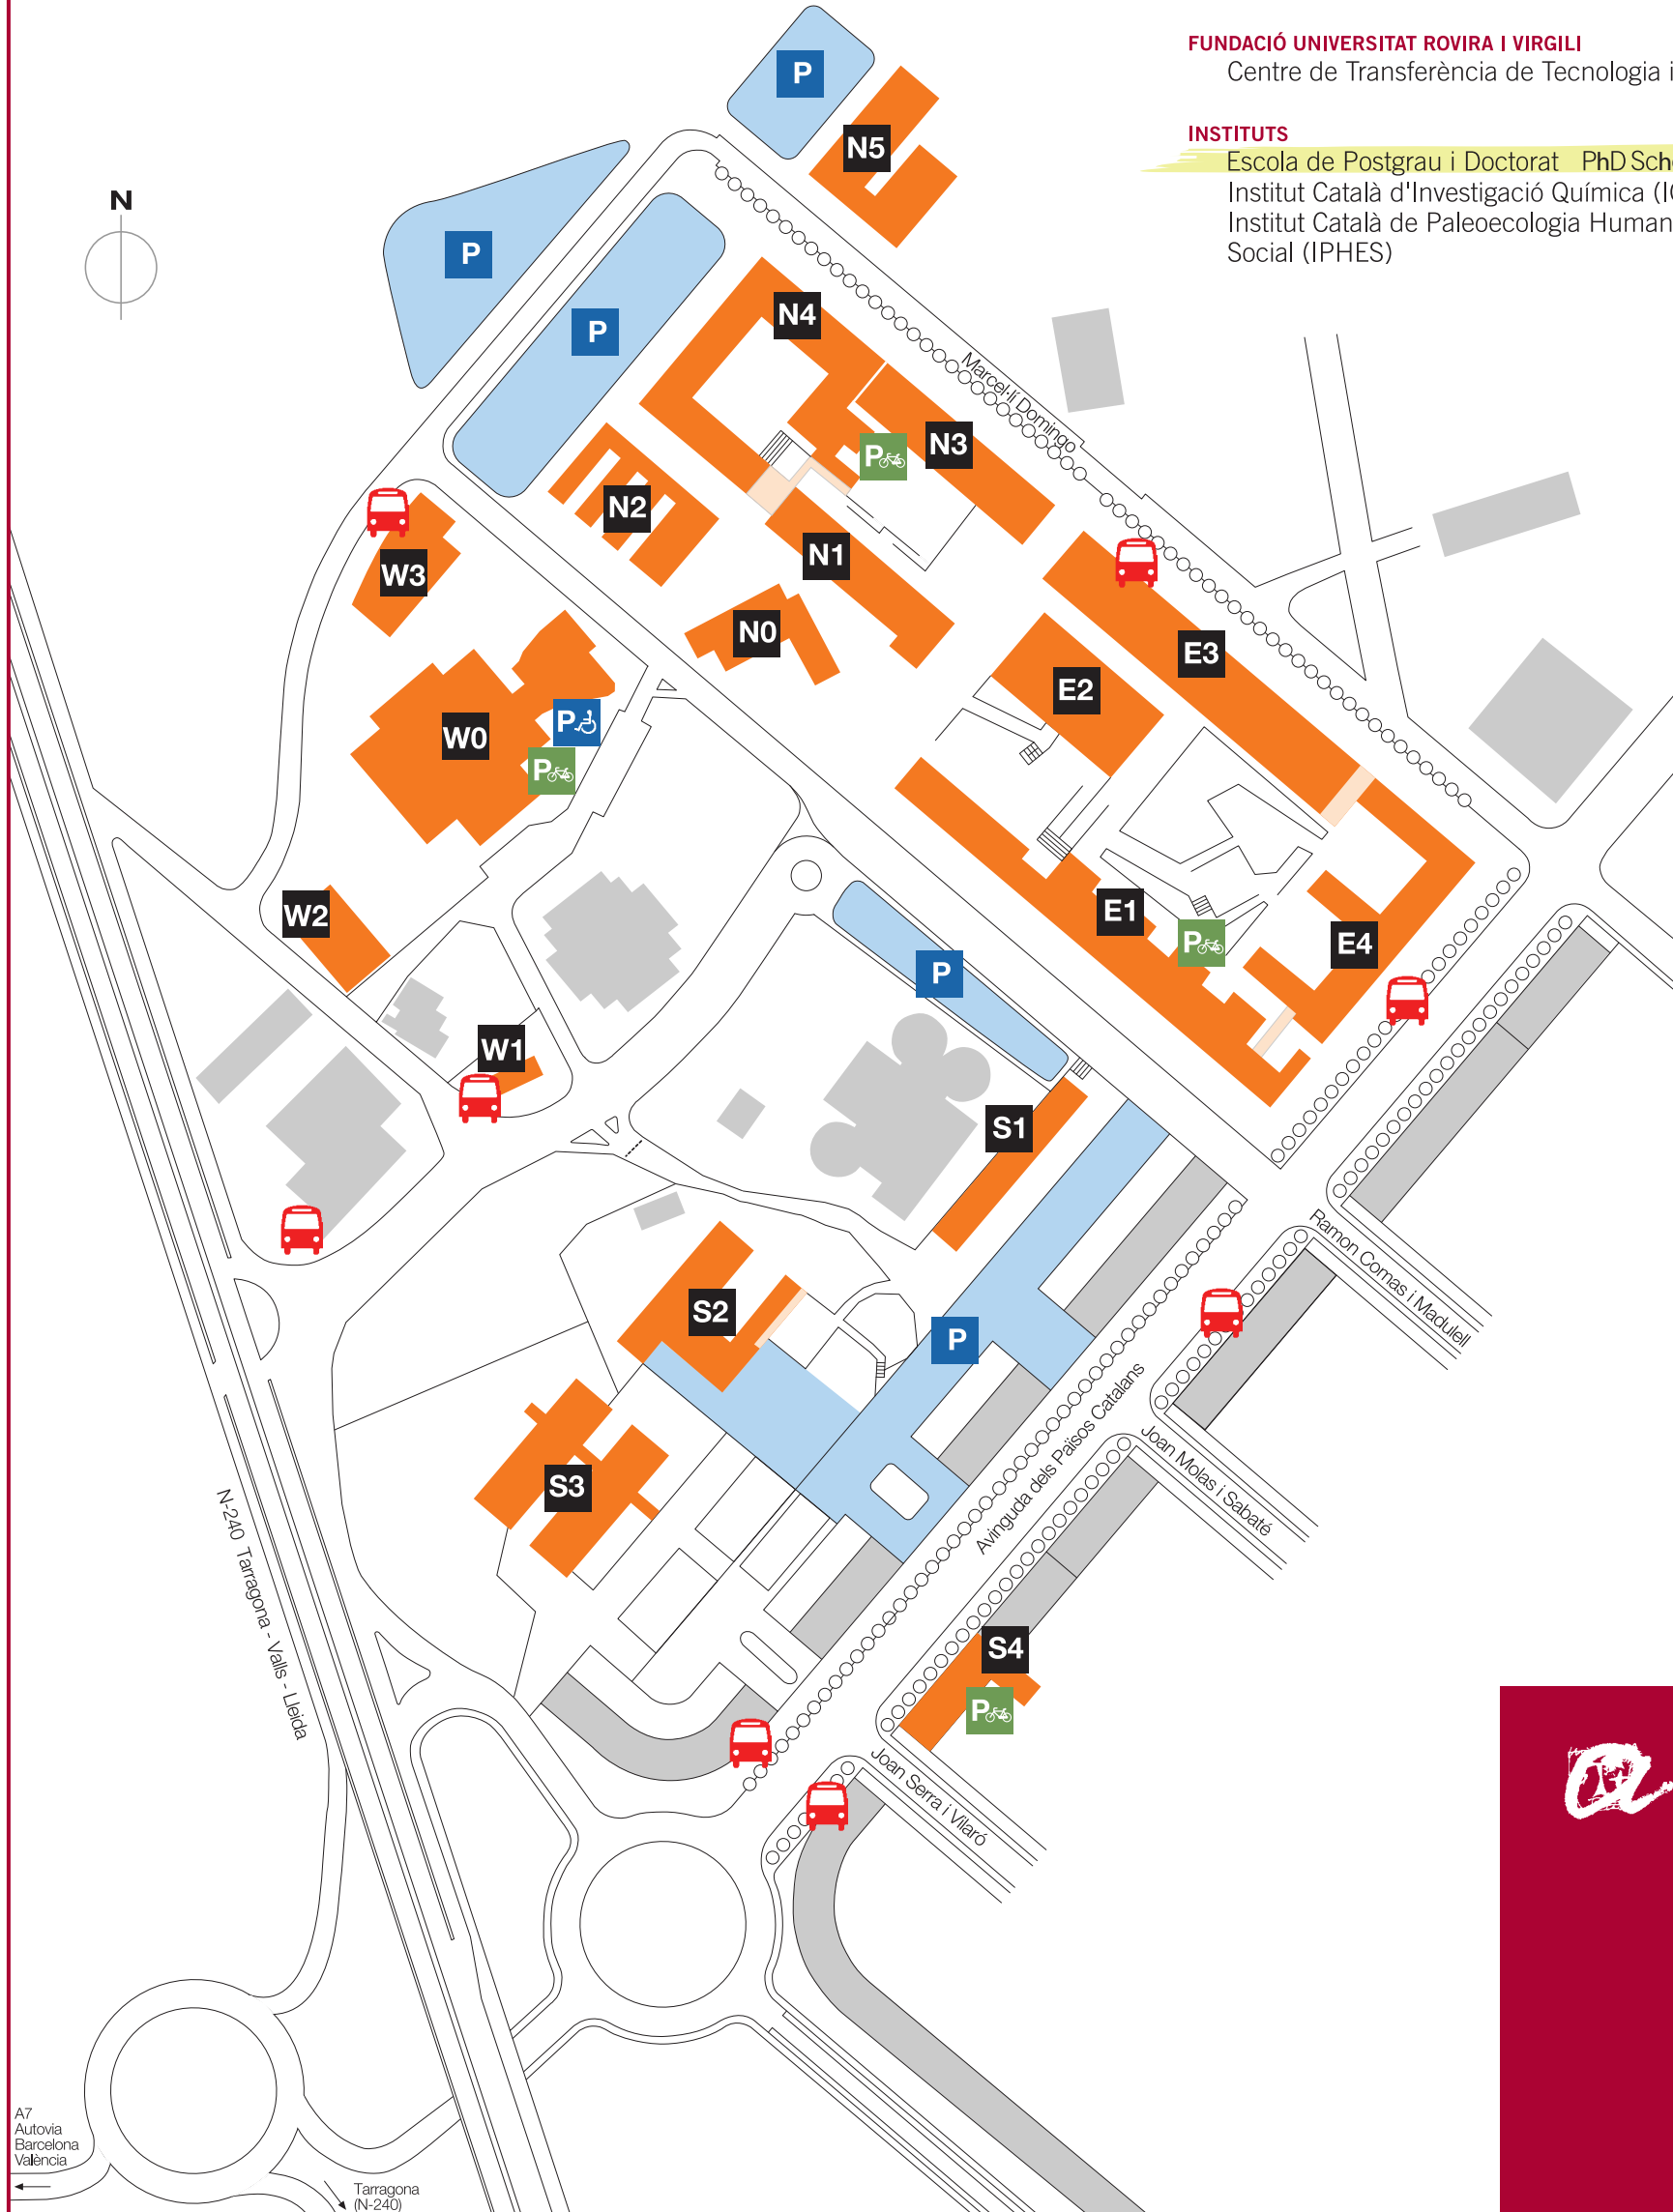 FUNDACIÓ UNIVERSITAT ROVIRA I VIRGILI
Centre de Transferència de Tecnologia i
INSTITUTS
Escola de Postgrau i Doctorat PhD Sch
Institut Català d'Investigació Química (I
Institut Català de Paleoecologia Human
Social (IPHES)
N
P
N5
P
P
N4
Marcel·lí Domingo
N3
P
N2
N1
W3
N0
E3
E2
P
W0
P
W2
E1
P
E4
P
W1
S1
Ramon Comas i Madulell
S2
P
Avinguda dels Països Catalans
Joan Molas i Sabaté
S3
N-240 Tarragona - Valls - Lleida
S4
P
Joan Serra i Vilaró
A7
Autovia
Barcelona
València
Tarragona
(N-240)